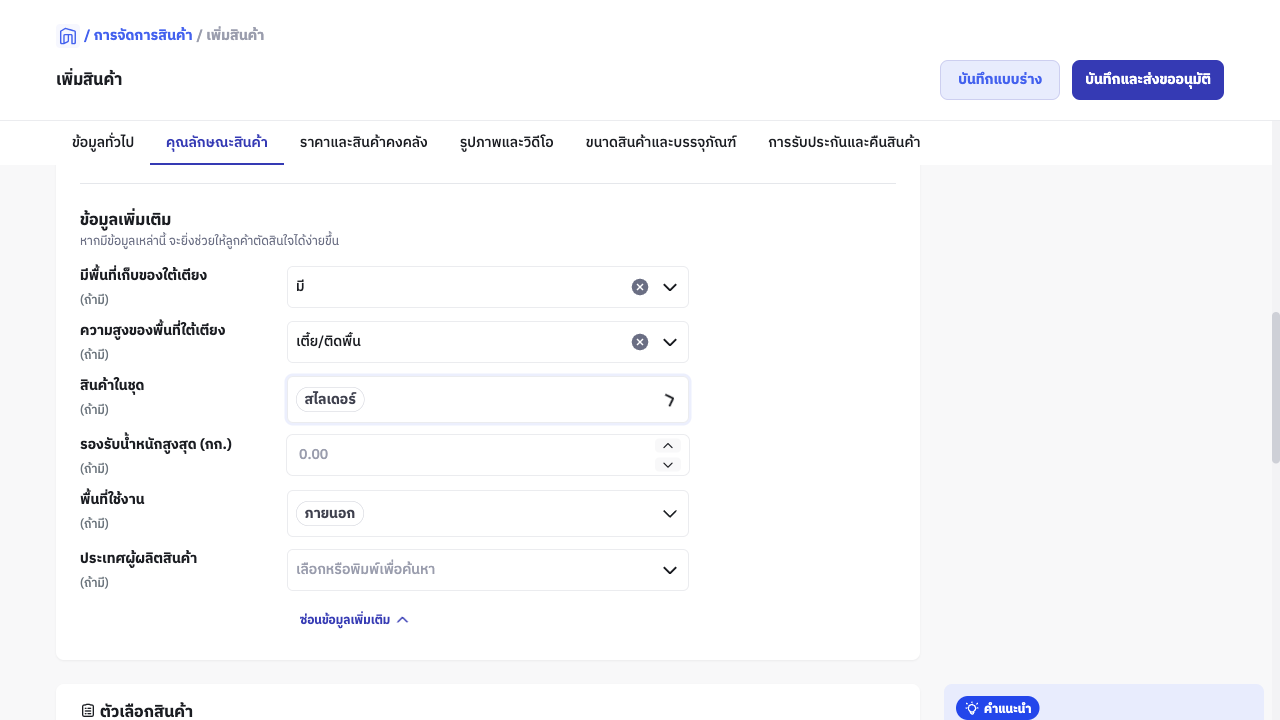 / การจัดการสินค้า / เพิ่มสินค้า
เพิ่มสินค้า
บันทึกแบบร่าง
บันทึกและส่งขออนุมัติ
ข้อมูลทั่วไป
คุณลักษณะสินค้า
ราคาและสินค้าคงคลัง
รูปภาพและวิดีโอ
ขนาดสินค้าและบรรจุภัณฑ์
การรับประกันและคืนสินค้า
ข้อมูลเพิ่มเติม
หากมีข้อมูลเหล่านี้ จะยิ่งช่วยให้ลูกค้าตัดสินใจได้ง่ายขึ้น
มีพื้นที่เก็บของใต้เตียง
(ถ้ามี)
มี
ความสูงของพื้นที่ใต้เตียง
(ถ้ามี)
เตี้ย/ติดพื้น
สินค้าในชุด
(ถ้ามี)
สไลเดอร์
รองรับน้ำหนักสูงสุด (กก.)
(ถ้ามี)
0.00
พื้นที่ใช้งาน
(ถ้ามี)
ภายนอก
ประเทศผู้ผลิตสินค้า
(ถ้ามี)
เลือกหรือพิมพ์เพื่อค้นหา
ซ่อนข้อมูลเพิ่มเติม
ตัวเลือกสินค้า
คำแนะนำ